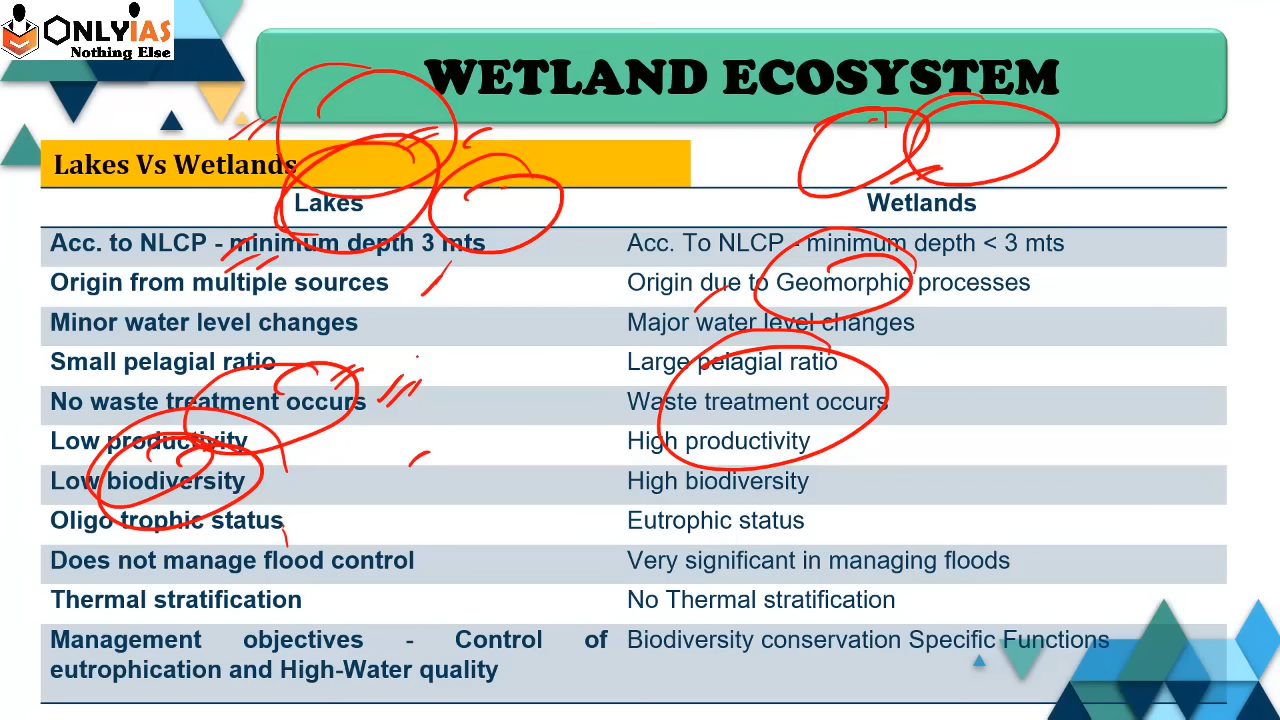 ONLYIAS
Nothing Else
WETLAND ECOSYSTEM
Lakes Vs Wetlands
Lakes Wetlands
Acc. to NLCP - minimum depth 3 mts Acc. To NLCP - minimum depth < 3 mts
Origin from multiple sources Origin due to Geomorphic processes
Minor water level changes Major water level changes
Small pelagial ratio Large pelagial ratio
No waste treatment occurs Waste treatment occurs
Low productivity High productivity
Low biodiversity High biodiversity
Oligo trophic status Eutrophic status
Does not manage flood control Very significant in managing floods
Thermal stratification No Thermal stratification
Management objectives - Control of Biodiversity conservation Specific Functions
eutrophication and High-Water quality